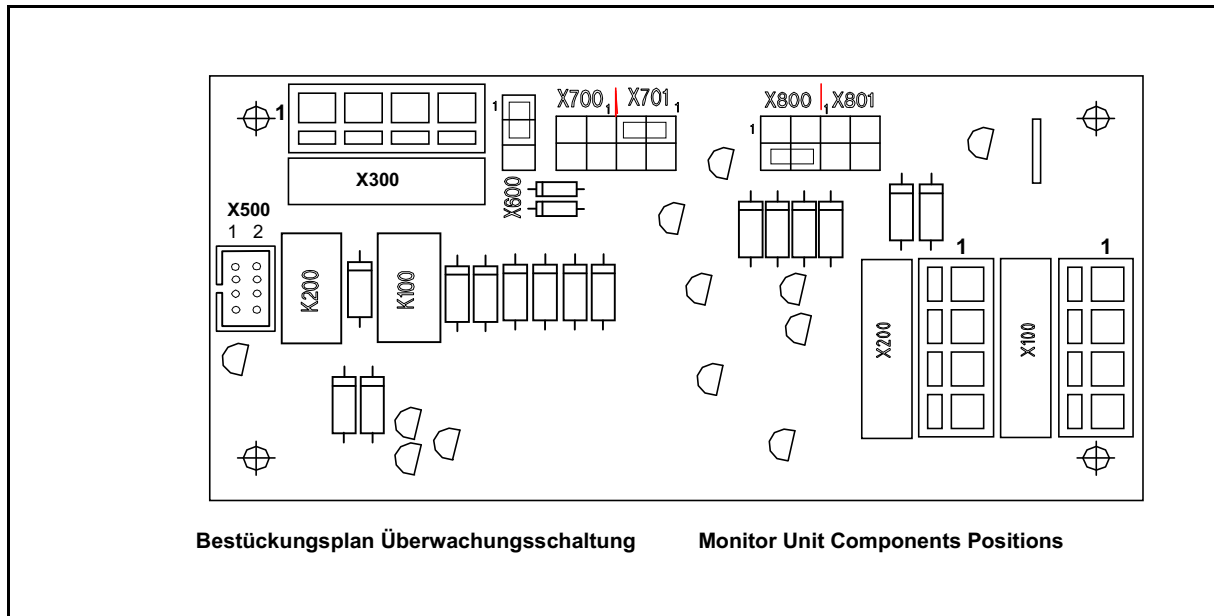 X700 1 X701 1
X800 1 X801
1
1
1
X300
X600
X500
1 2
K200
K100
1
1
X200
X100
Bestückungsplan Überwachungsschaltung
Monitor Unit Components Positions